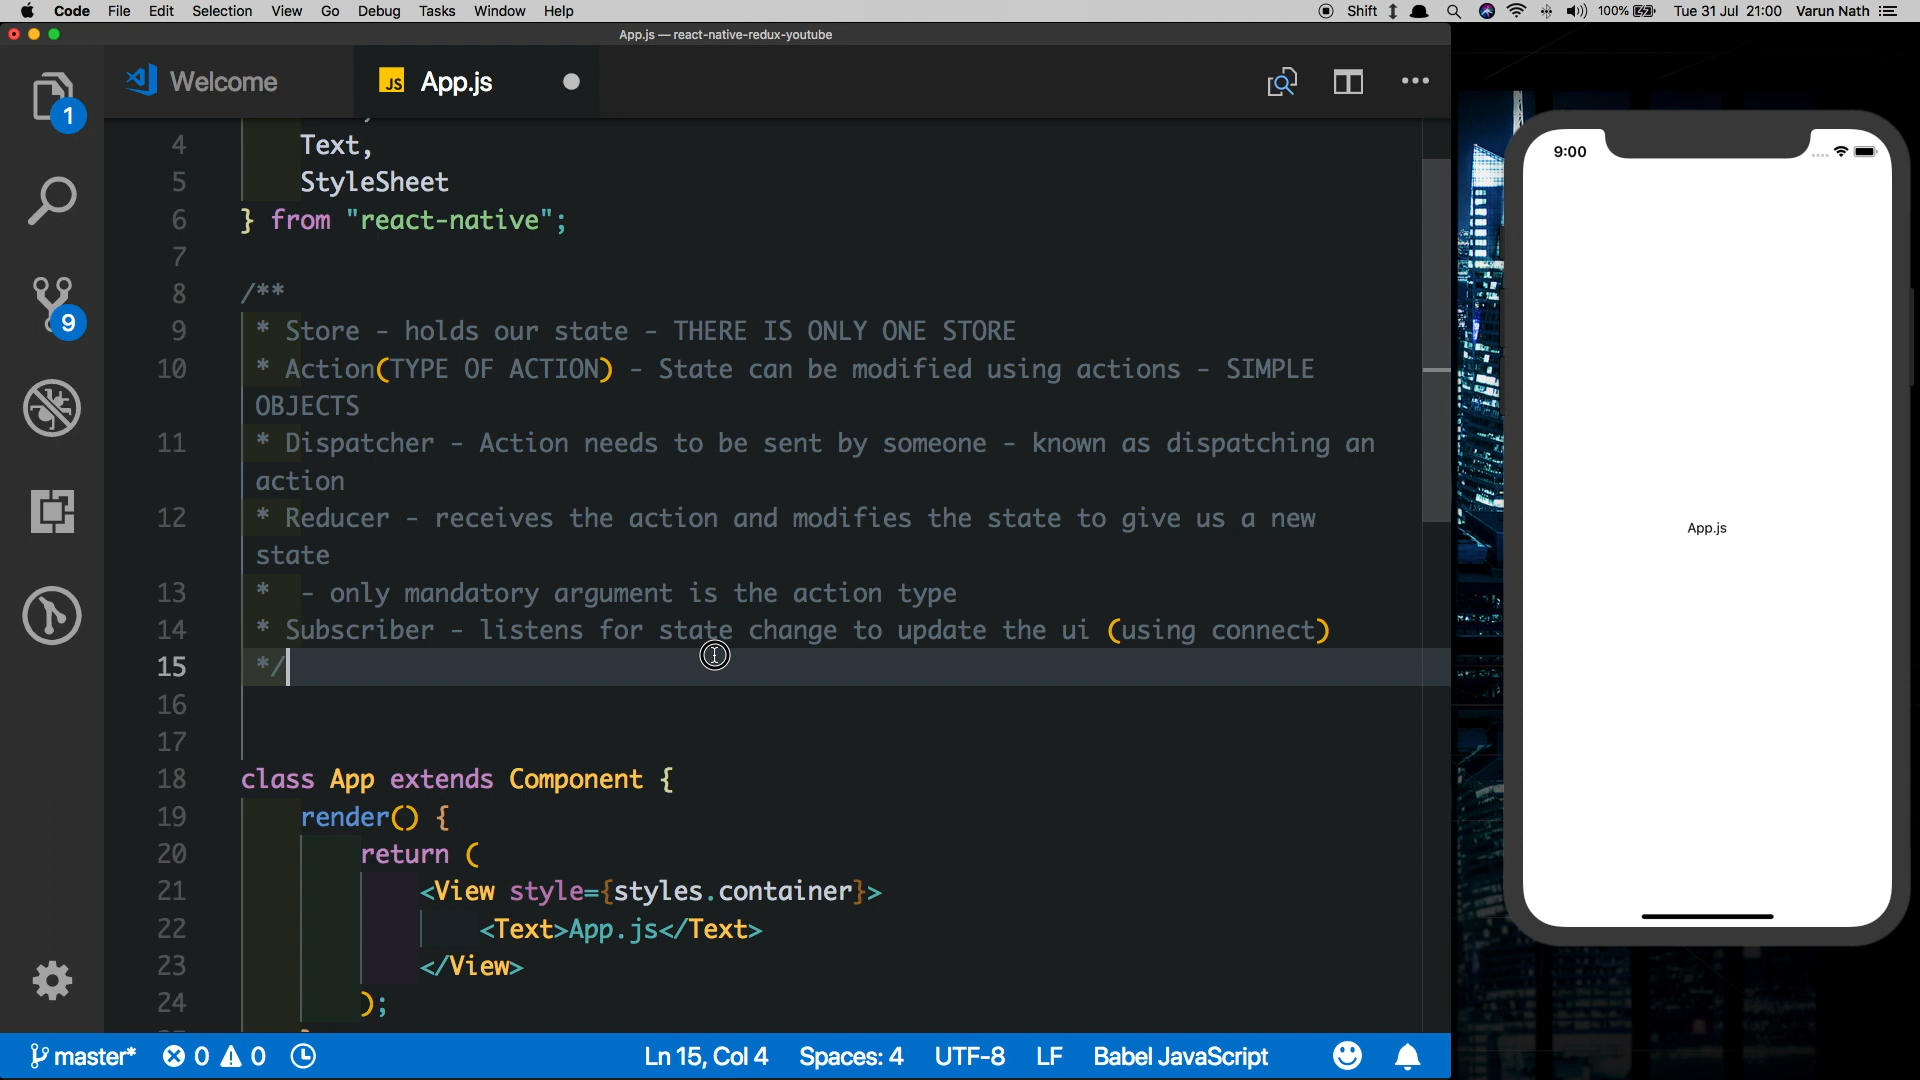 Code File Edit Selection View Go Debug Tasks Window Help
Shift 100% Tue 31 Jul 21:00 Varun Nath
App.js — react-native-redux-youtube
Welcome
JS App.js
1
9
4 Text,
5 StyleSheet
6 } from "react-native";
7
8 /**
9 * Store - holds our state - THERE IS ONLY ONE STORE
10 * Action(TYPE OF ACTION) - State can be modified using actions - SIMPLE
OBJECTS
11 * Dispatcher - Action needs to be sent by someone - known as dispatching an
action
12 * Reducer - receives the action and modifies the state to give us a new
state
13 * - only mandatory argument is the action type
14 * Subscriber - listens for state change to update the ui (using connect)
15 */
16
17
18 class App extends Component {
19 render() {
20 return (
21 <View style={styles.container}>
22 <Text>App.js</Text>
23 </View>
24 );
master* 0 0 Ln 15, Col 4 Spaces: 4 UTF-8 LF Babel JavaScript
9:00
App.js